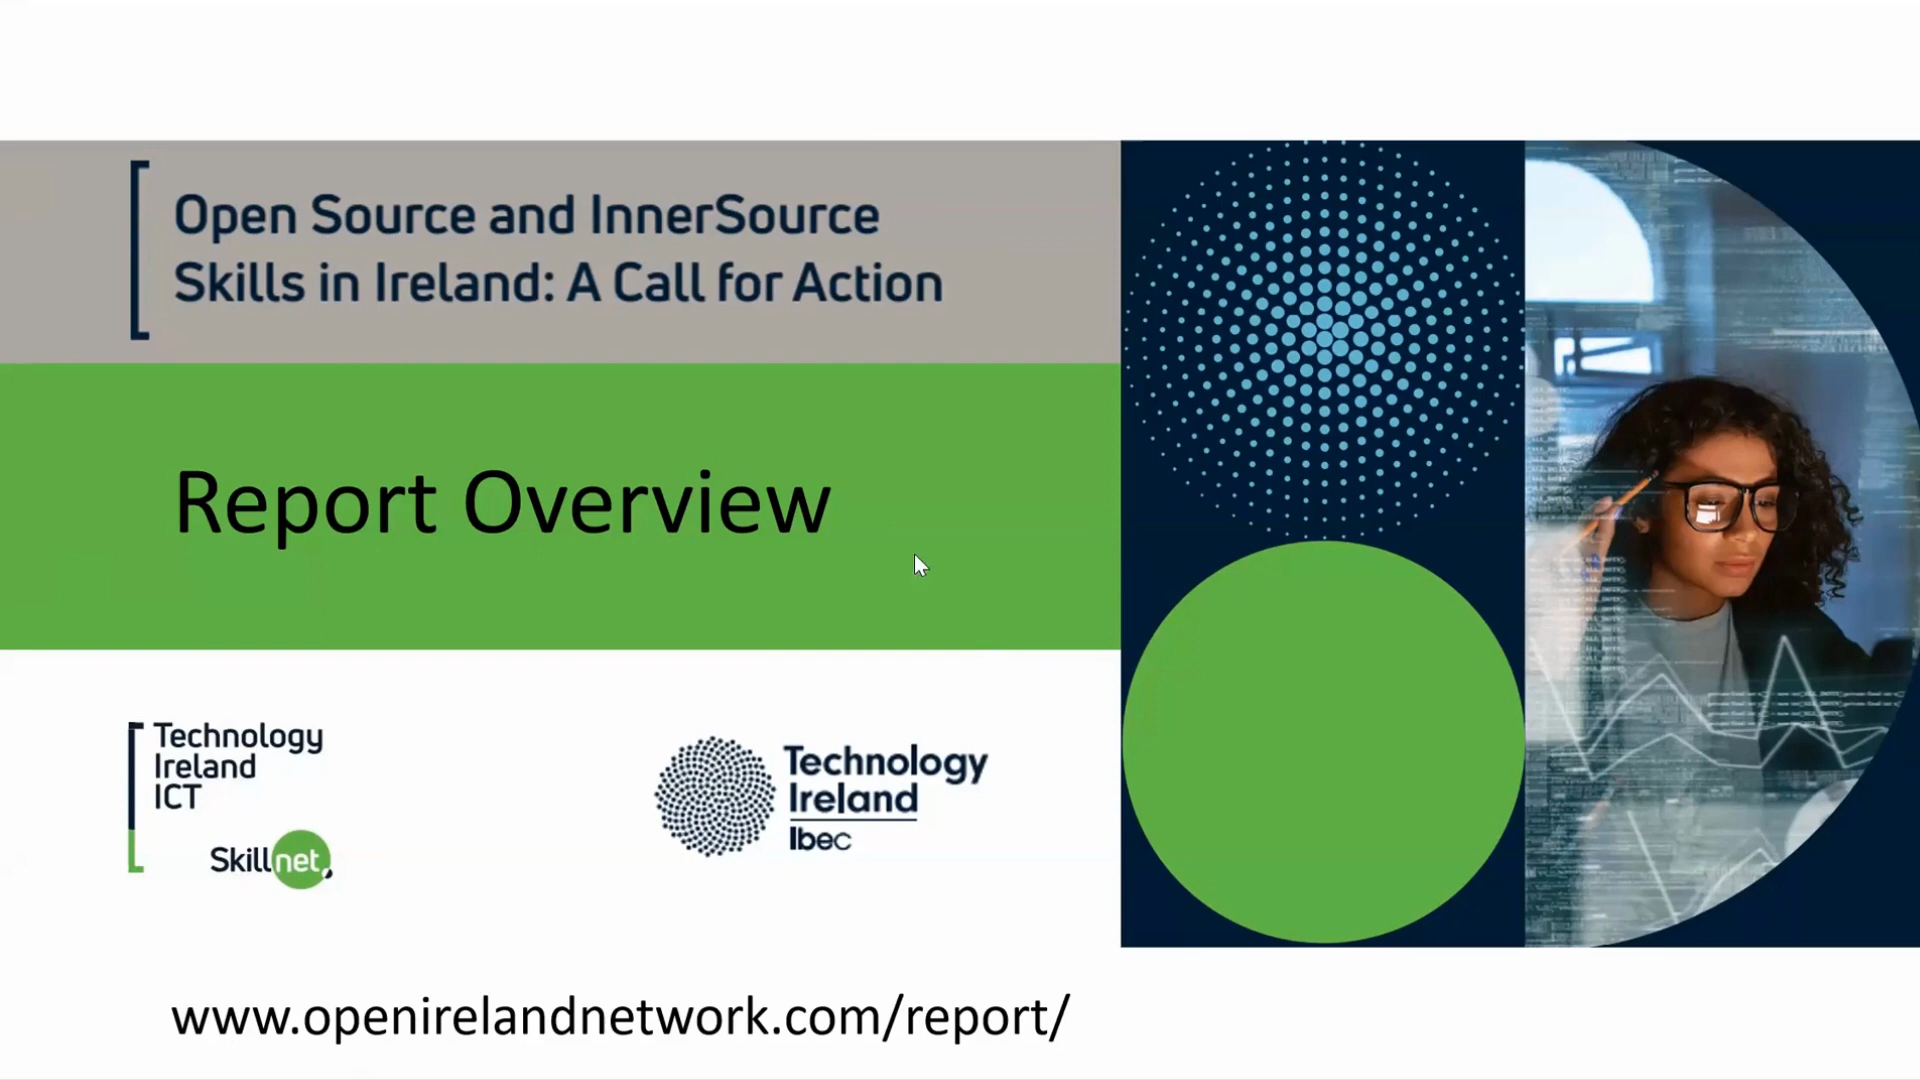 Open Source and InnerSource
Skills in Ireland: A Call for Action
Report Overview
Technology
Ireland
ICT
Skillnet
Technology
Ireland
Ibec
www.openirelandnetwork.com/report/